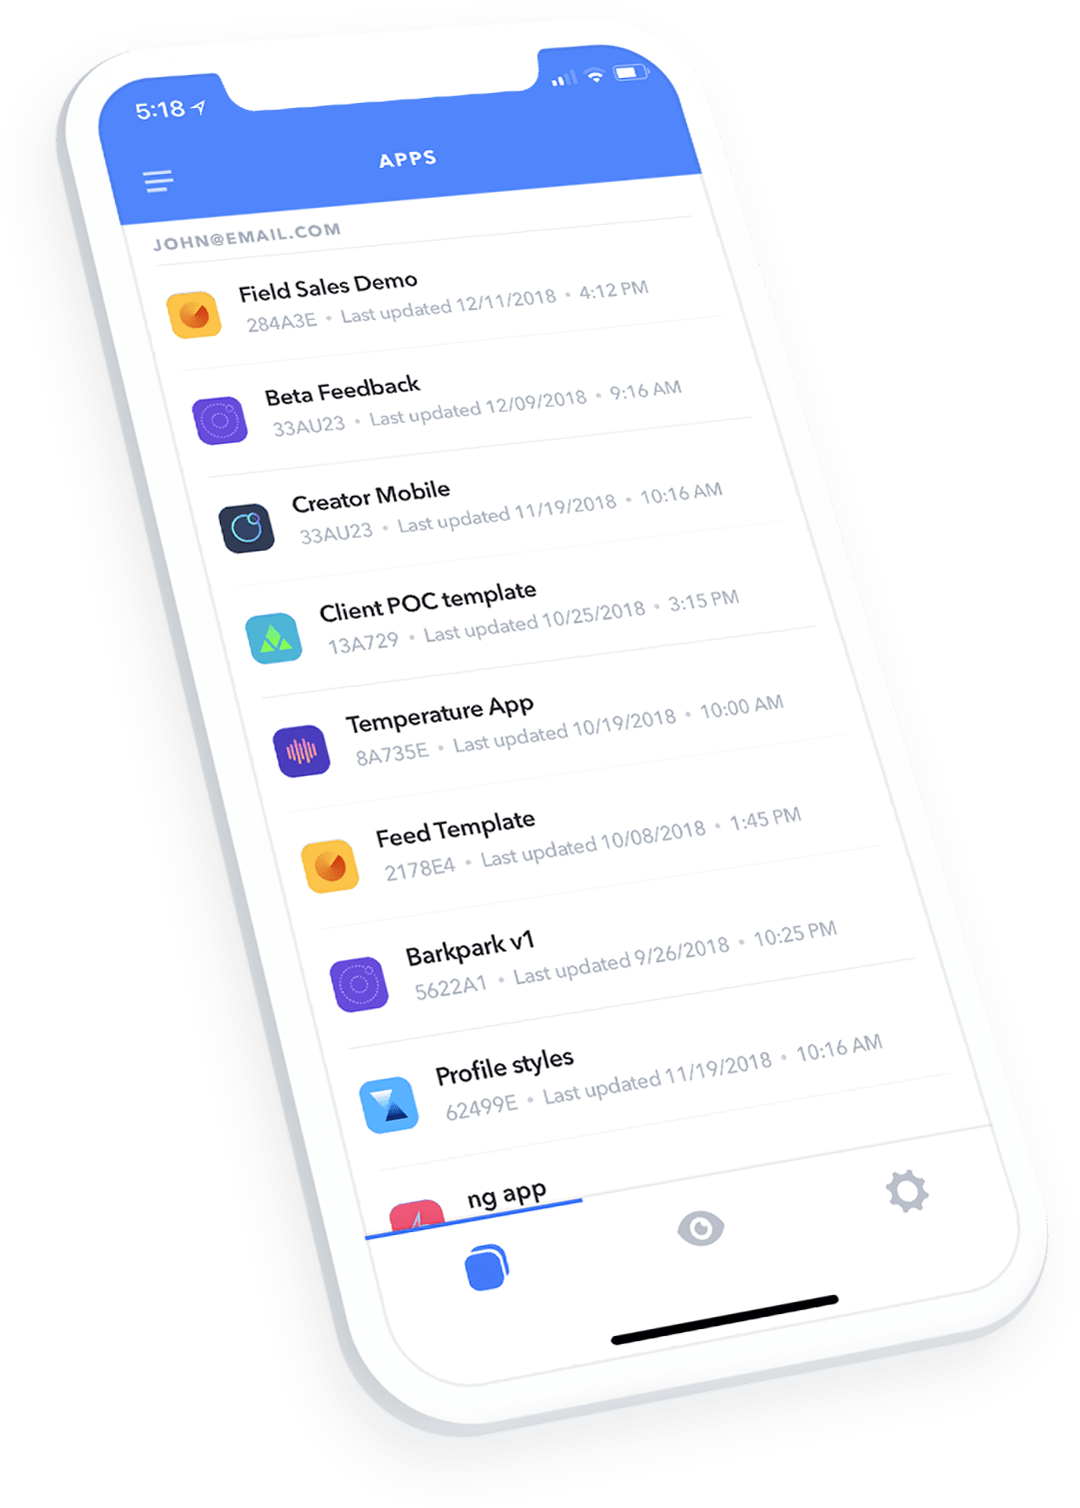 5:18
APPS
JOHN@EMAIL.COM
Field Sales Demo
284A3E • Last updated 12/11/2018 • 4:12 PM
Beta Feedback
33AU23 • Last updated 12/09/2018 • 9:16 AM
Creator Mobile
33AU23 • Last updated 11/19/2018 • 10:16 AM
Client POC template
13A729 • Last updated 10/25/2018 • 3:15 PM
Temperature App
8A735E • Last updated 10/19/2018 • 10:00 AM
Feed Template
2178E4 • Last updated 10/08/2018 • 1:45 PM
Barkpark v1
5622A1 • Last updated 9/26/2018 • 10:25 PM
Profile styles
62499E • Last updated 11/19/2018 • 10:16 AM
ng app